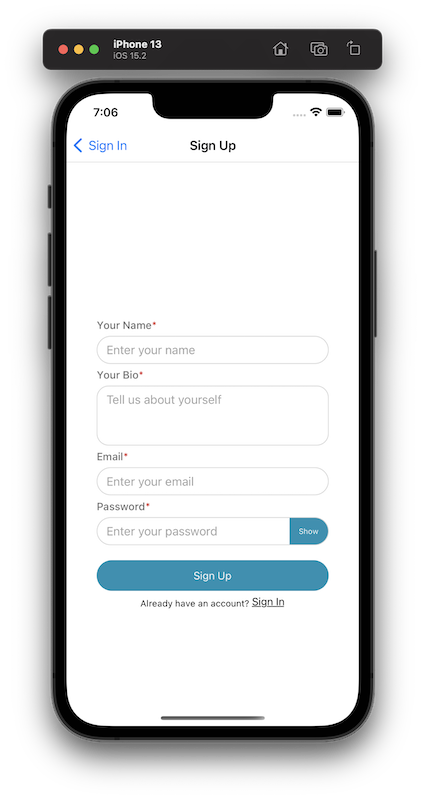 iPhone 13
iOS 15.2
7:06
Sign In Sign Up
Your Name*
Enter your name
Your Bio*
Tell us about yourself
Email*
Enter your email
Password*
Enter your password Show
Sign Up
Already have an account? Sign In